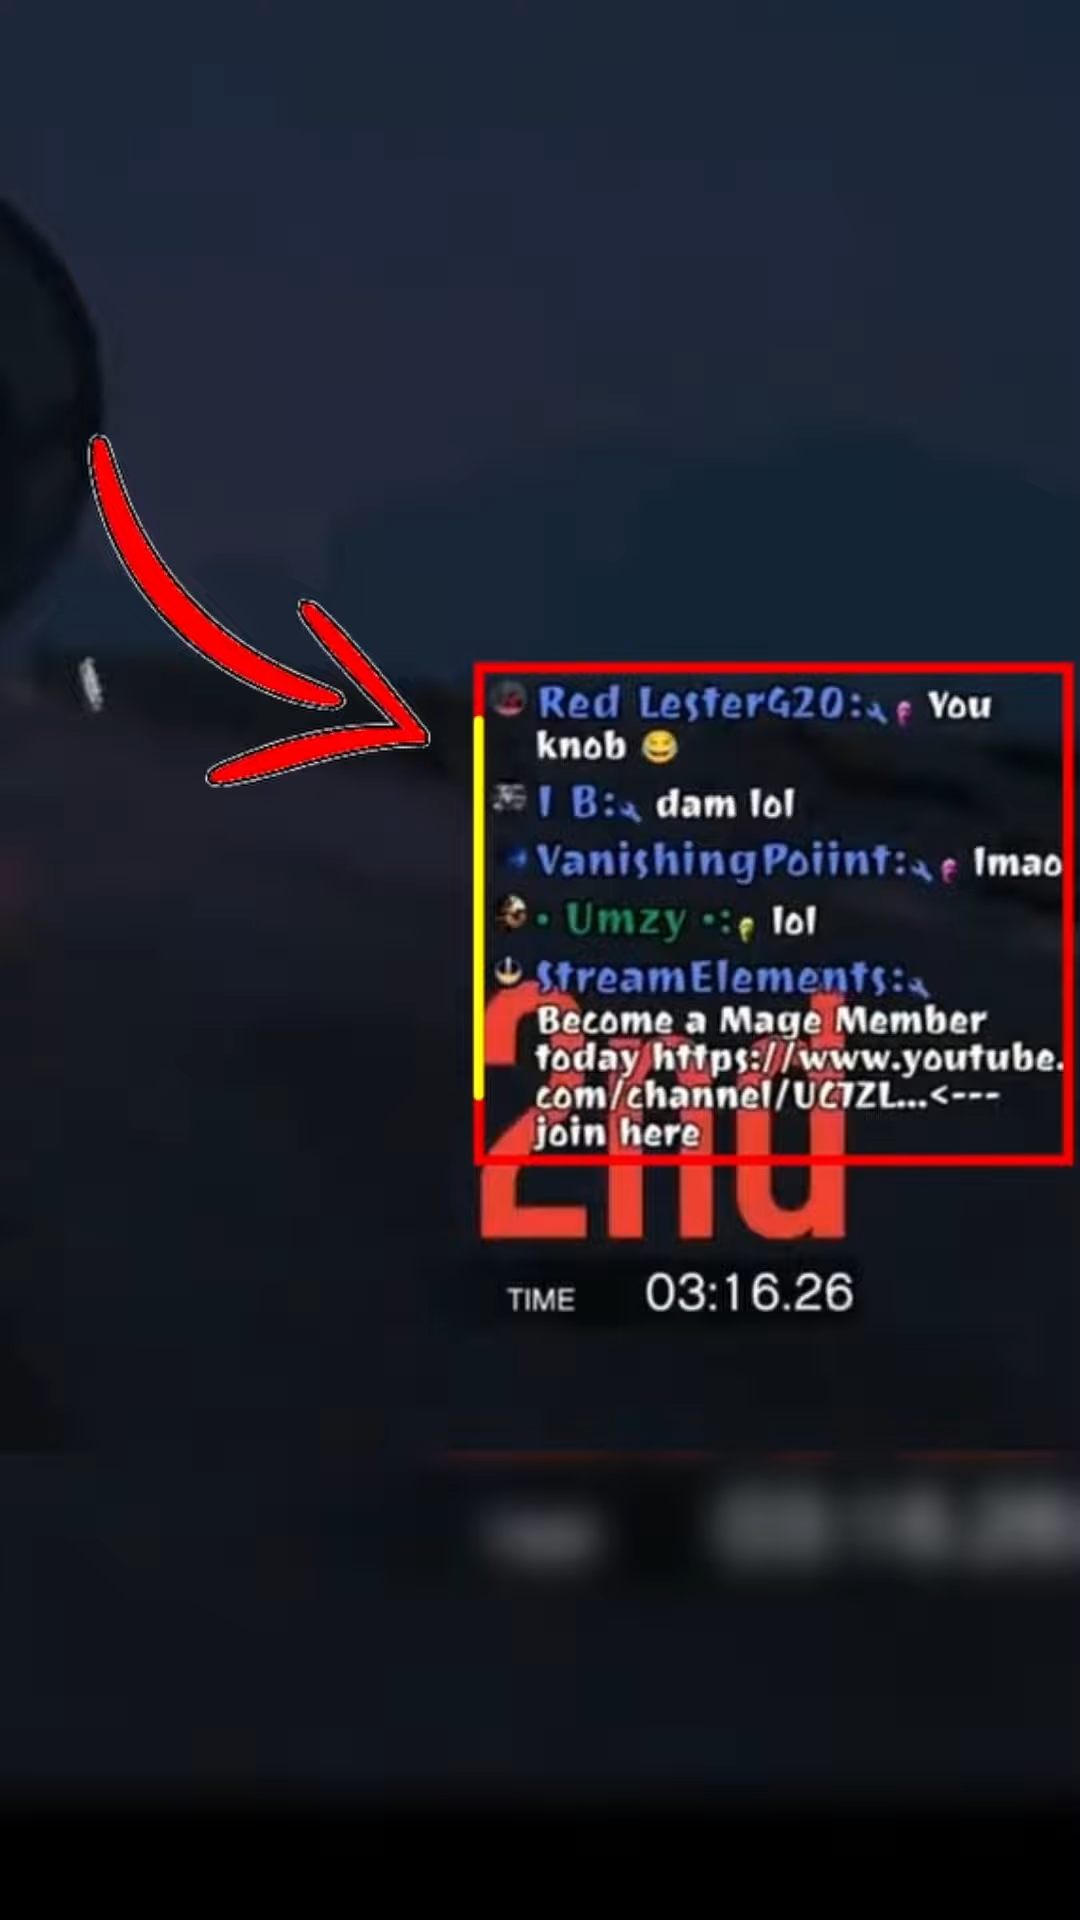 Red Lester420: You
knob 😂
I B: dam lol
VanishingPoiint: lmao
• Umzy •: lol
StreamElements:
Become a Mage Member
today https://www.youtube.
com/channel/UC7ZL...<---
join here
2nd
TIME 03:16.26